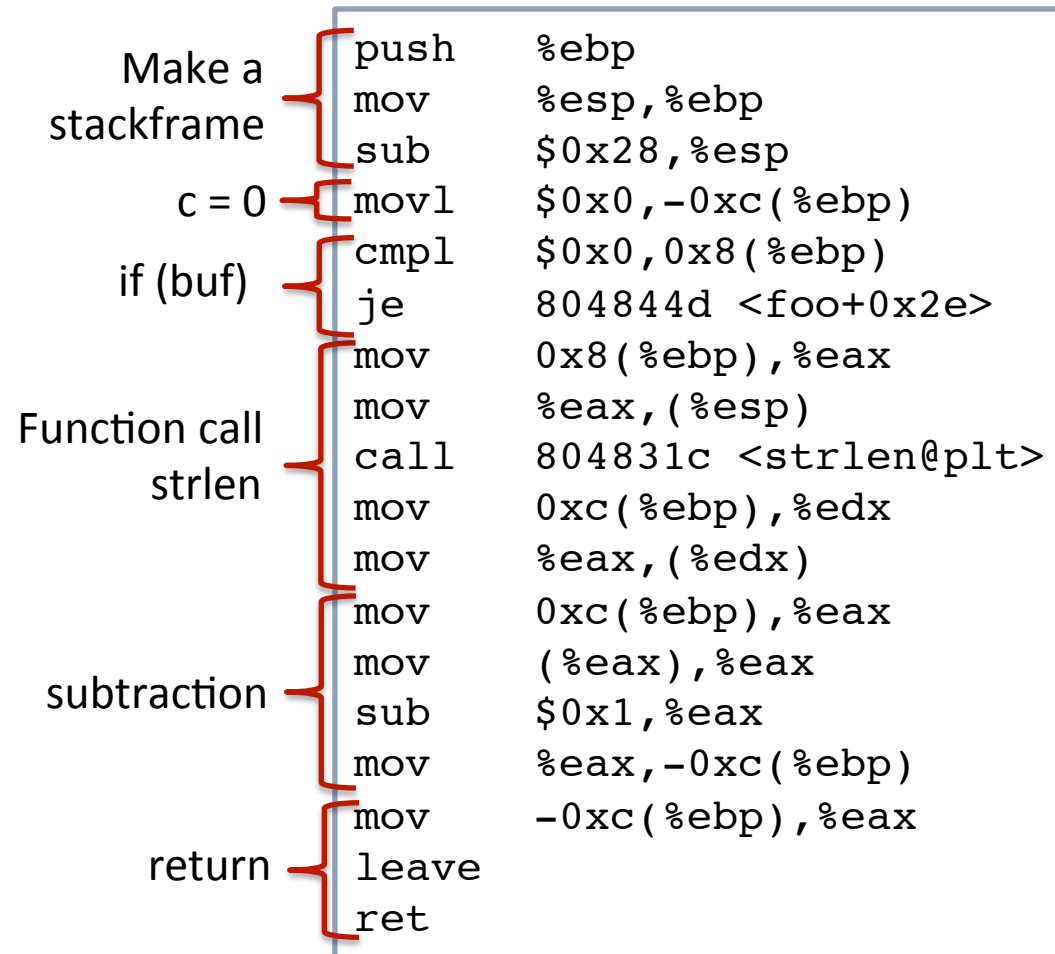 Make a
stackframe
push %ebp
mov %esp,%ebp
sub $0x28,%esp
c = 0
movl $0x0,-0xc(%ebp)
if (buf)
cmpl $0x0,0x8(%ebp)
je 804844d <foo+0x2e>
Function call
strlen
mov 0x8(%ebp),%eax
mov %eax,(%esp)
call 804831c <strlen@plt>
mov 0xc(%ebp),%edx
mov %eax,(%edx)
subtraction
mov 0xc(%ebp),%eax
mov (%eax),%eax
sub $0x1,%eax
mov %eax,-0xc(%ebp)
return
mov -0xc(%ebp),%eax
leave
ret